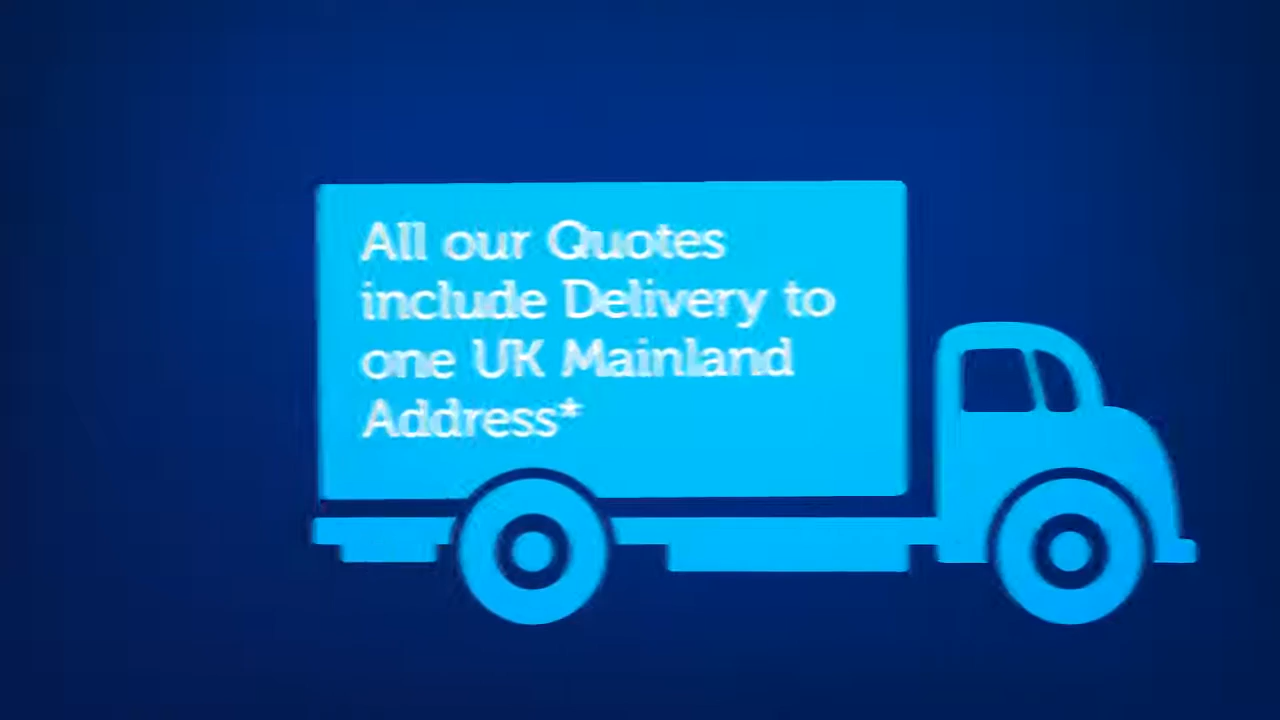 All our Quotes
include Delivery to
one UK Mainland
Address*